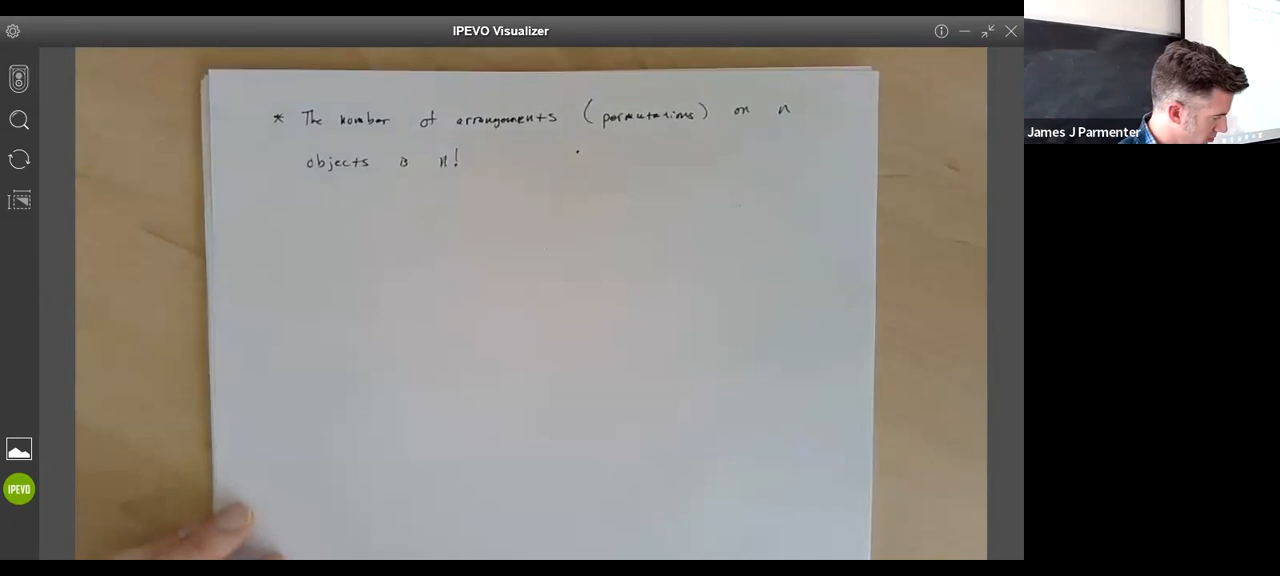 IPEVO Visualizer
* The number of arrangements (permutations) on n
objects is n!
James J Parmenter
IPEVO